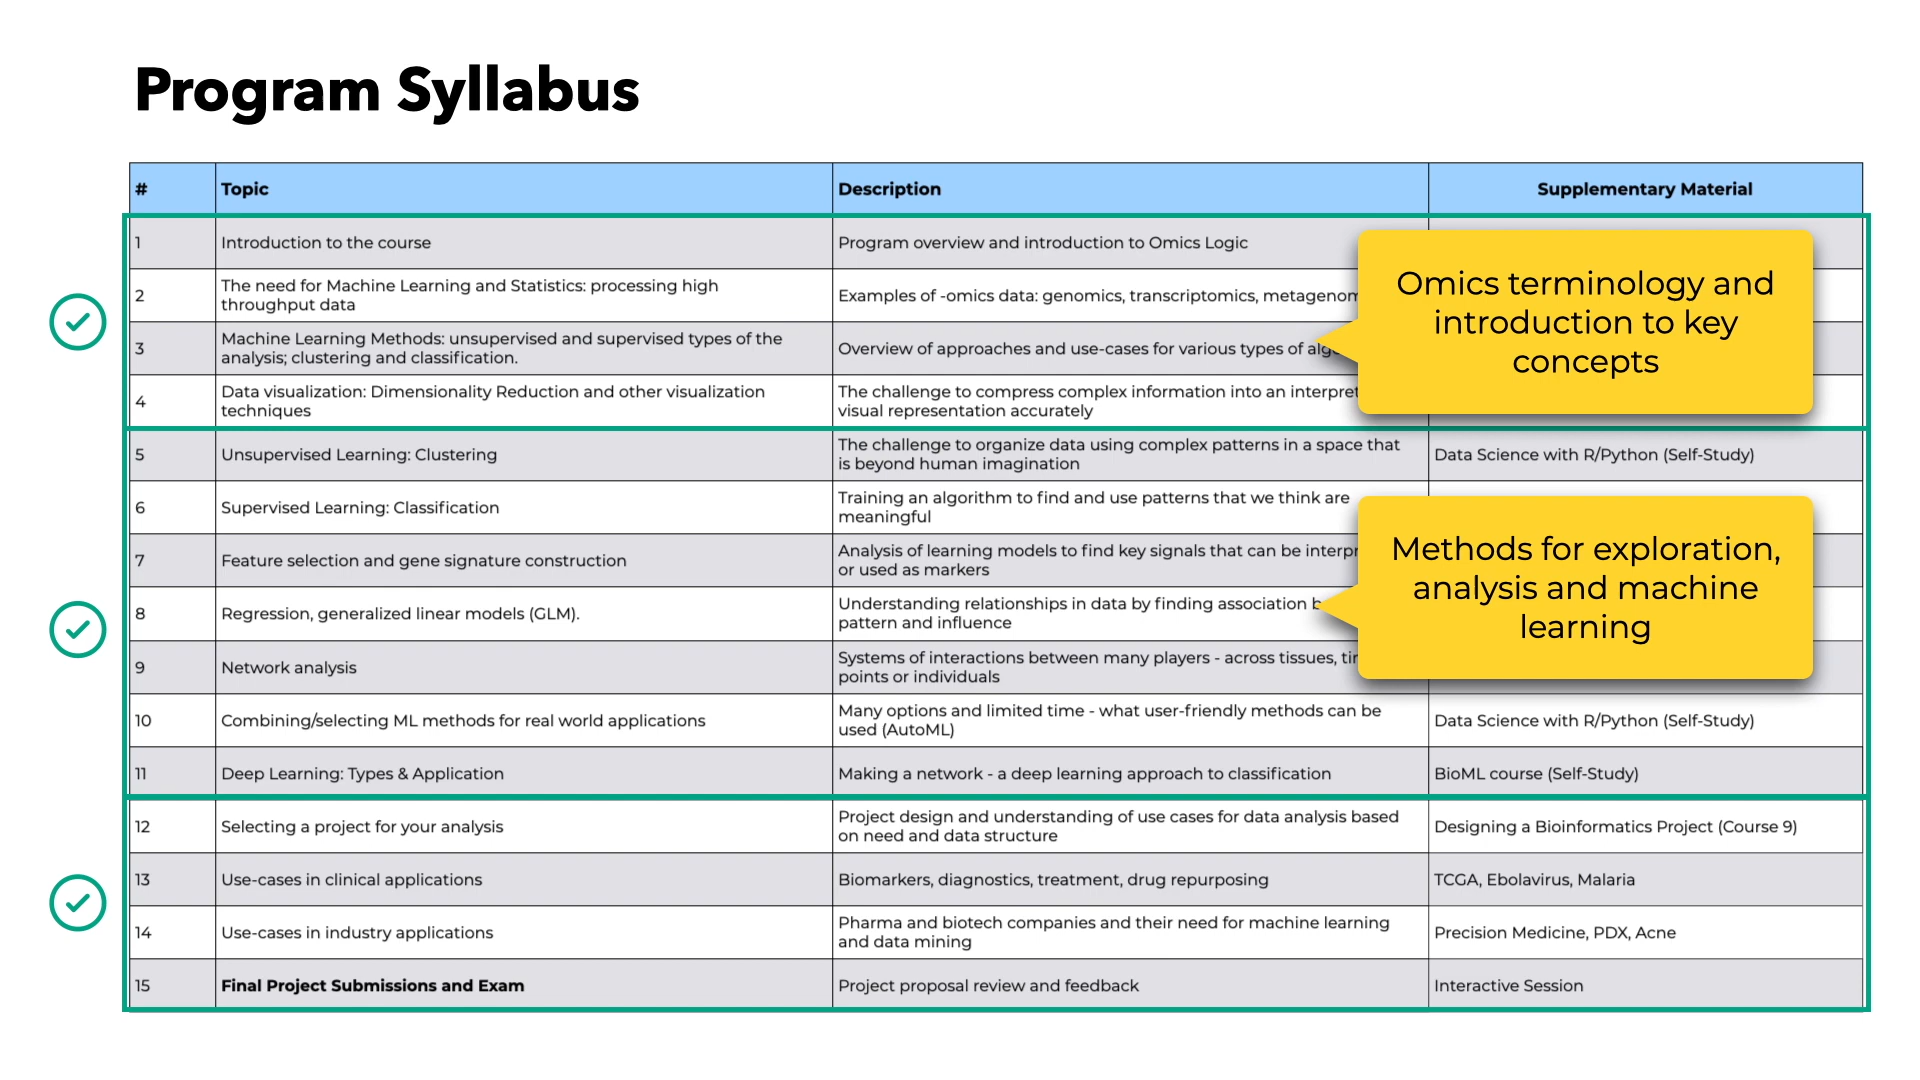 Program Syllabus
# Topic Description Supplementary Material
1 Introduction to the course Program overview and introduction to Omics Logic
2 The need for Machine Learning and Statistics: processing high
throughput data
Examples of -omics data: genomics, transcriptomics,
3 Machine Learning Methods: unsupervised and supervised types of the
analysis; clustering and classification.
Overview of approaches and use-cases for various types of
4 Data visualization: Dimensionality Reduction and other visualization
techniques
The challenge to compress complex information into an
visual representation accurately
Omics terminology and
introduction to key
concepts
5 Unsupervised Learning: Clustering
The challenge to organize data using complex patterns in a space that
is beyond human imagination
Data Science with R/Python (Self-Study)
6 Supervised Learning: Classification
Training an algorithm to find and use patterns that we think are
meaningful
7 Feature selection and gene signature construction
Analysis of learning models to find key signals that can be
or used as markers
8 Regression, generalized linear models (GLM).
Understanding relationships in data by finding association
pattern and influence
9 Network analysis
Systems of interactions between many players - across tissues,
points or individuals
Methods for exploration,
analysis and machine
learning
10 Combining/selecting ML methods for real world applications
Many options and limited time - what user-friendly methods can be
used (AutoML)
Data Science with R/Python (Self-Study)
11 Deep Learning: Types & Application Making a network - a deep learning approach to classification BioML course (Self-Study)
12 Selecting a project for your analysis
Project design and understanding of use cases for data analysis based
on need and data structure
Designing a Bioinformatics Project (Course 9)
13 Use-cases in clinical applications Biomarkers, diagnostics, treatment, drug repurposing TCGA, Ebolavirus, Malaria
14 Use-cases in industry applications
Pharma and biotech companies and their need for machine learning
and data mining
Precision Medicine, PDX, Acne
15 Final Project Submissions and Exam Project proposal review and feedback Interactive Session